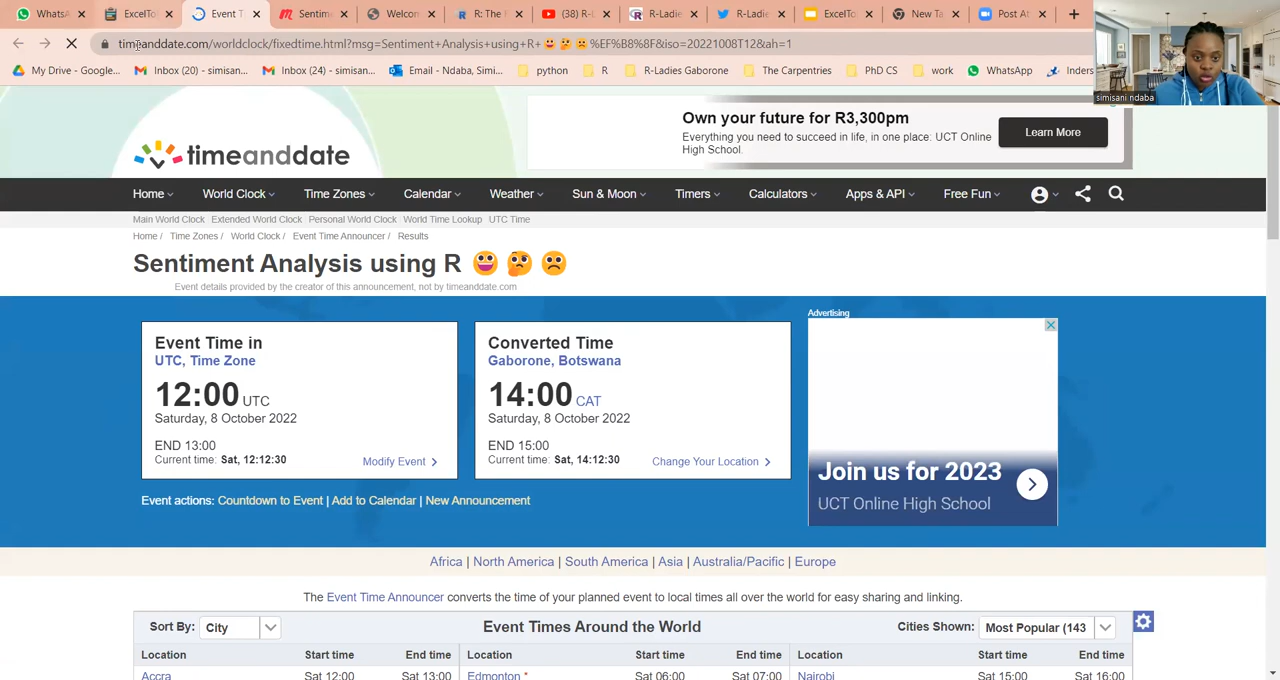 WhatsA
ExcelTo
Event T
Sentim
Welcon
R: The
(38) R-L
R-Ladie
R-Ladie
ExcelTo
New Ta
Post At
timeanddate.com/worldclock/fixedtime.html?msg=Sentiment+Analysis+using+R+😀🤔☹%EF%B8%8F&iso=20221008T12&ah=1
My Drive - Google...
Inbox (20) - simisan...
Inbox (24) - simisan...
Email - Ndaba, Simi...
python
R
R-Ladies Gaborone
The Carpentries
PhD CS
work
WhatsApp
Inders
simisani ndaba
Own your future for R3,300pm
Everything you need to succeed in life, in one place: UCT Online
High School.
Learn More
timeanddate
Home
World Clock
Time Zones
Calendar
Weather
Sun & Moon
Timers
Calculators
Apps & API
Free Fun
Main World Clock
Extended World Clock
Personal World Clock
World Time Lookup
UTC Time
Home / Time Zones / World Clock / Event Time Announcer / Results
Sentiment Analysis using R 😀 🤔 ☹
Event details provided by the creator of this announcement, not by timeanddate.com
Event Time in
UTC, Time Zone
12:00 UTC
Saturday, 8 October 2022
END 13:00
Current time: Sat, 12:12:30
Modify Event
Converted Time
Gaborone, Botswana
14:00 CAT
Saturday, 8 October 2022
END 15:00
Current time: Sat, 14:12:30
Change Your Location
Advertising
Join us for 2023
UCT Online High School
Event actions: Countdown to Event | Add to Calendar | New Announcement
Africa | North America | South America | Asia | Australia/Pacific | Europe
The Event Time Announcer converts the time of your planned event to local times all over the world for easy sharing and linking.
Sort By: City
Event Times Around the World
Cities Shown: Most Popular (143
Location Start time End time Location Start time End time Location Start time End time
Accra Sat 12:00 Sat 13:00 Edmonton * Sat 06:00 Sat 07:00 Nairobi Sat 15:00 Sat 16:00